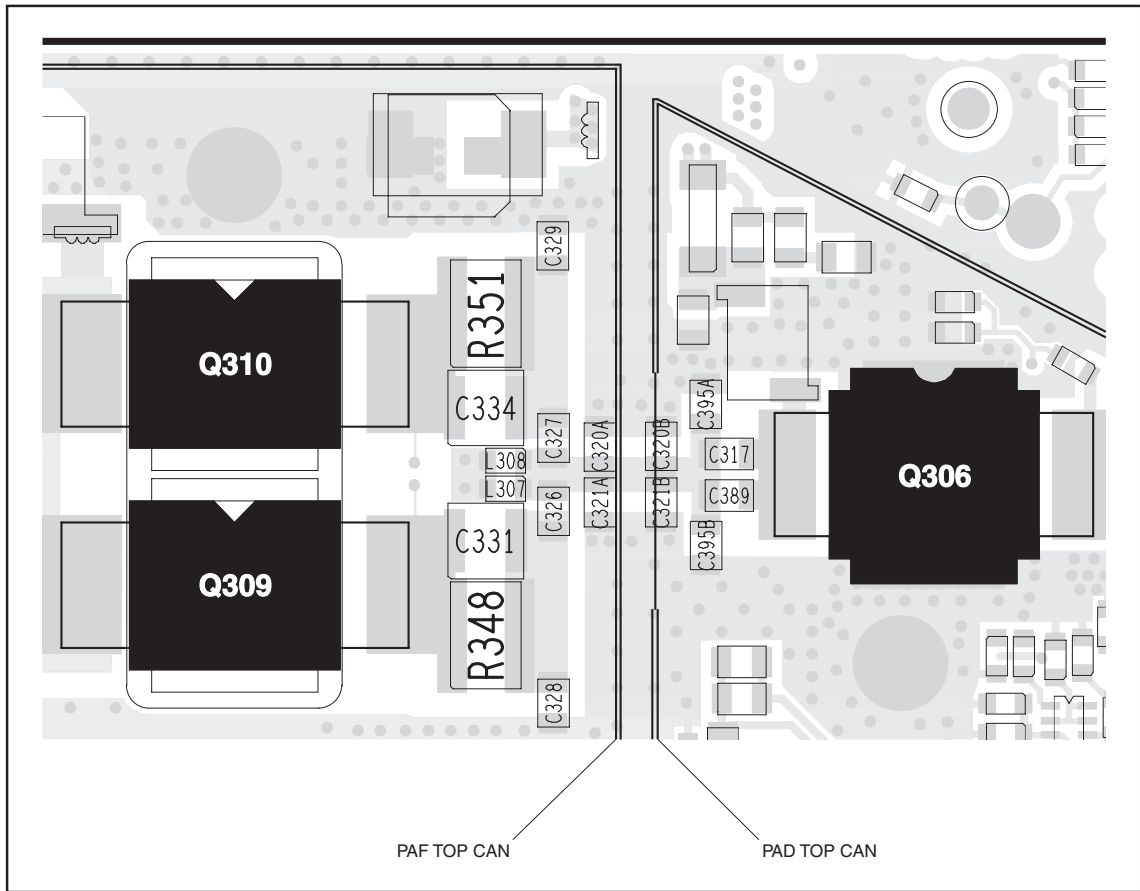 C329
R351
Q310
C395A
C334
C327
C320A
C320B
C317
L308
Q306
L307
C389
C326
C321A
C321B
C331
C395B
Q309
R348
C328
PAF TOP CAN
PAD TOP CAN